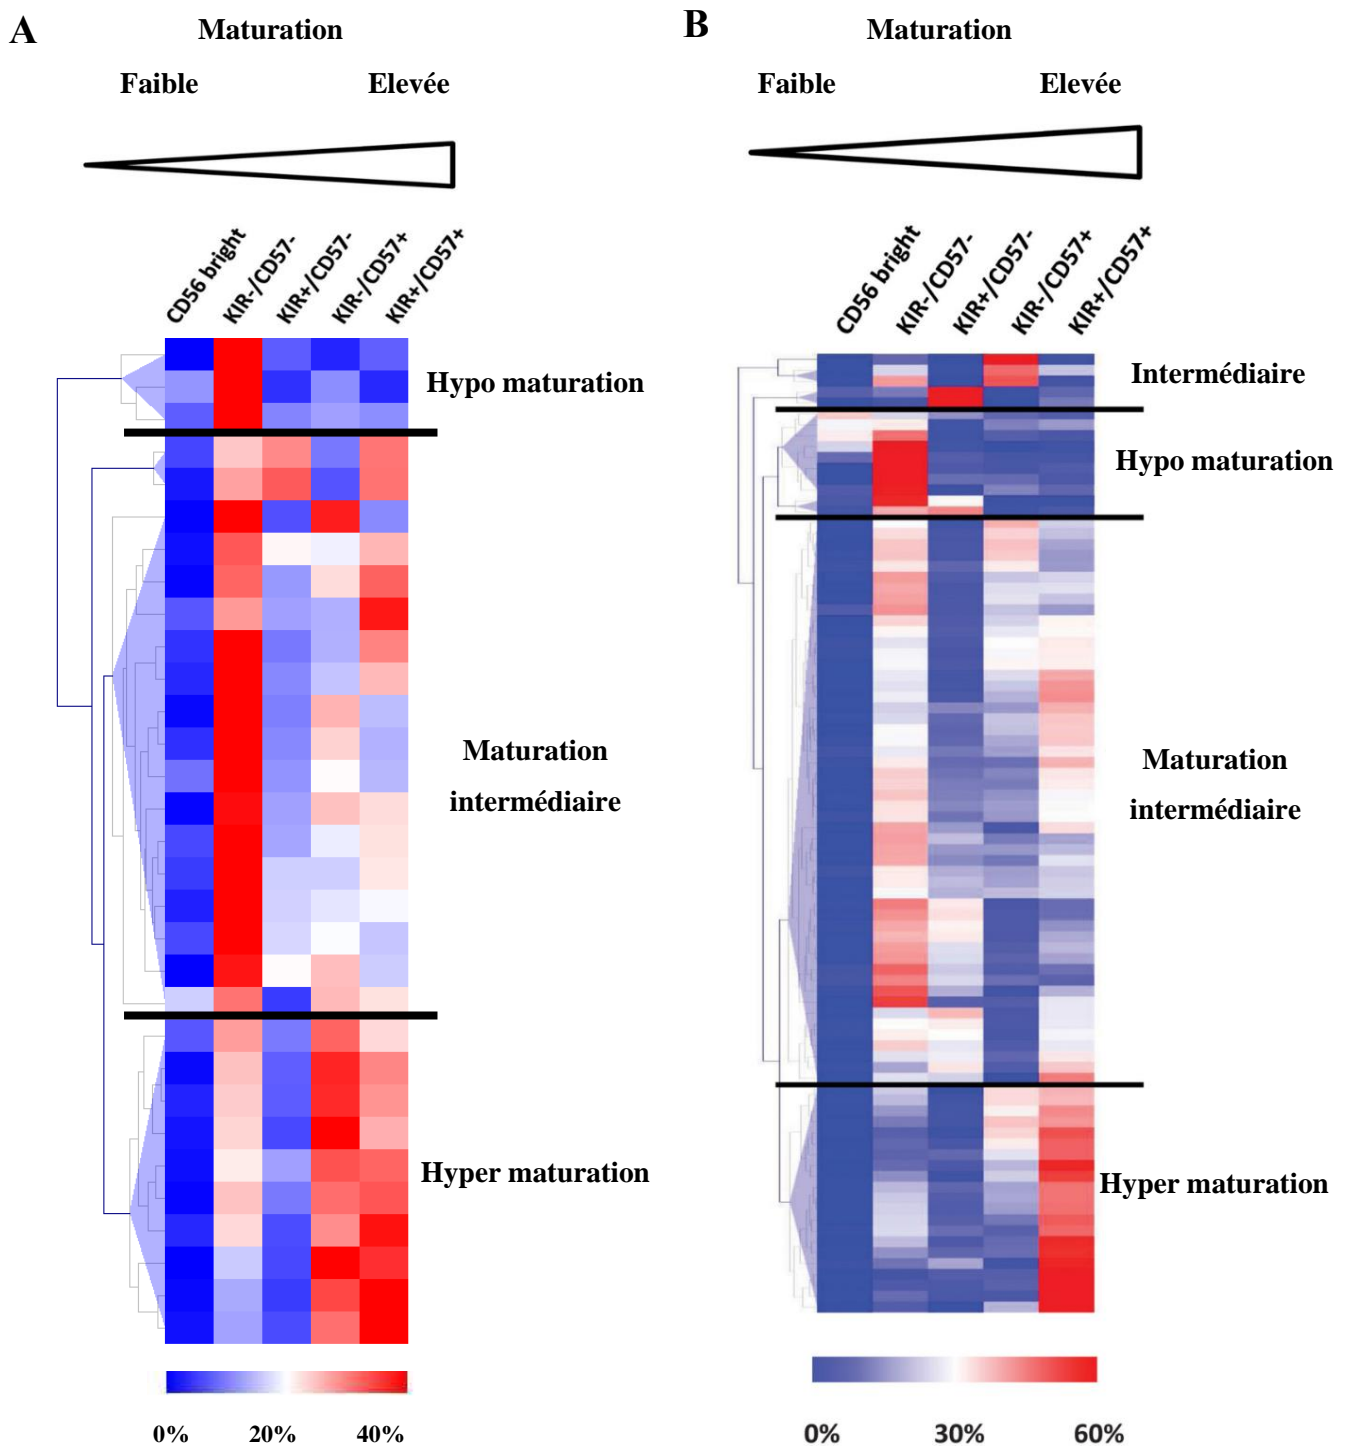 A
Maturation
Faible
Elevée
CD56 bright
KIR-/CD57-
KIR+/CD57-
KIR-/CD57+
KIR+/CD57+
Hypo maturation
Maturation
intermédiaire
Hyper maturation
0%
20%
40%
B
Maturation
Faible
Elevée
CD56 bright
KIR-/CD57-
KIR+/CD57-
KIR-/CD57+
KIR+/CD57+
Intermédiaire
Hypo maturation
Maturation
intermédiaire
Hyper maturation
0%
30%
60%